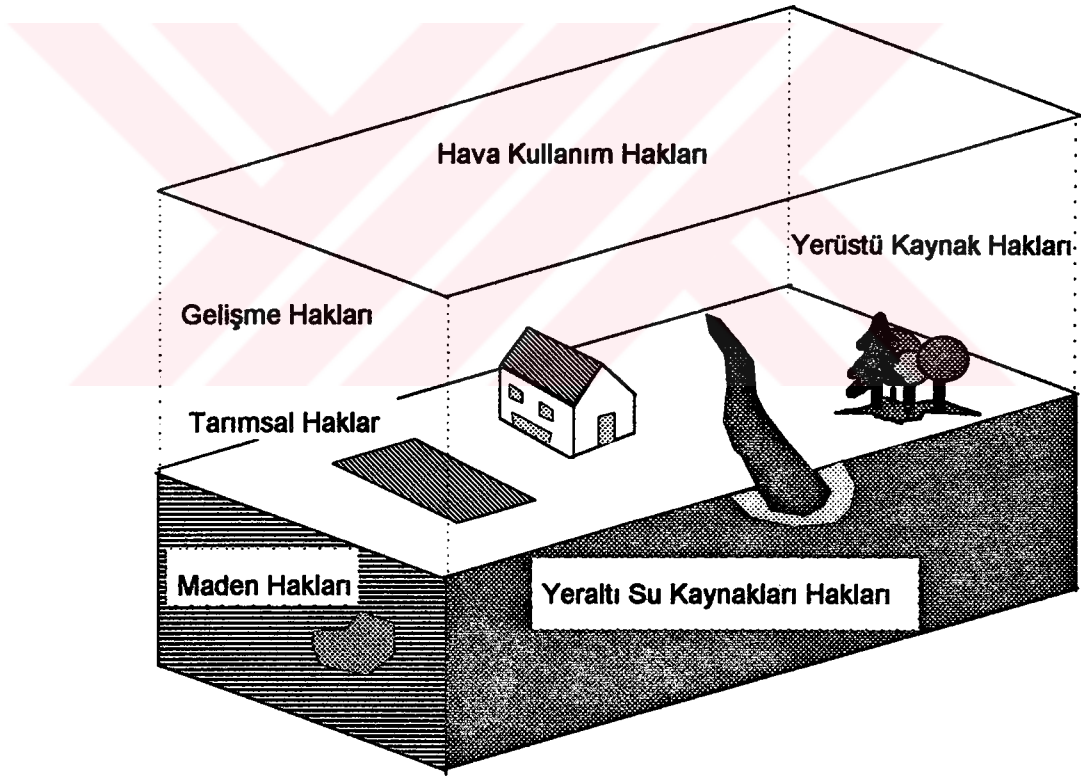 Hava Kullanım Hakları
Yerüstü Kaynak Hakları
Gelişme Hakları
Tarımsal Haklar
Maden Hakları
Yeraltı Su Kaynakları Hakları